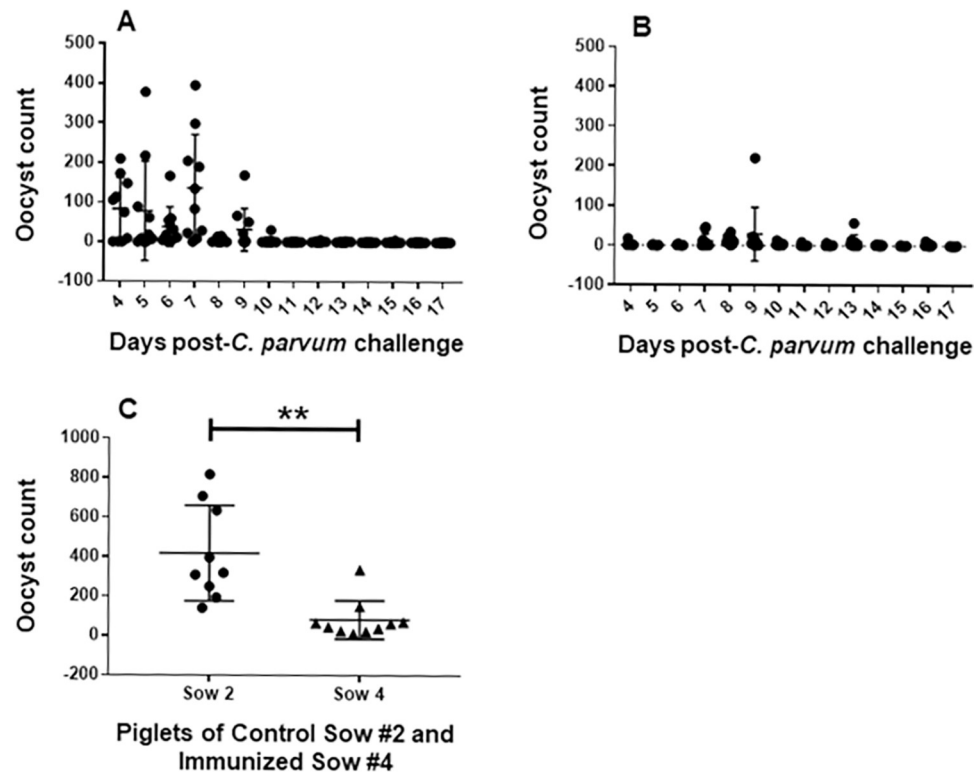 A
500
400
300
200
100
0
-100
Oocyst count
4 5 6 7 8 9 10 11 12 13 14 15 16 17
Days post-C. parvum challenge
B
500
400
300
200
100
0
-100
Oocyst count
4 5 6 7 8 9 10 11 12 13 14 15 16 17
Days post-C. parvum challenge
C
**
1000
800
600
400
200
0
-200
Oocyst count
Sow 2 Sow 4
Piglets of Control Sow #2 and
Immunized Sow #4